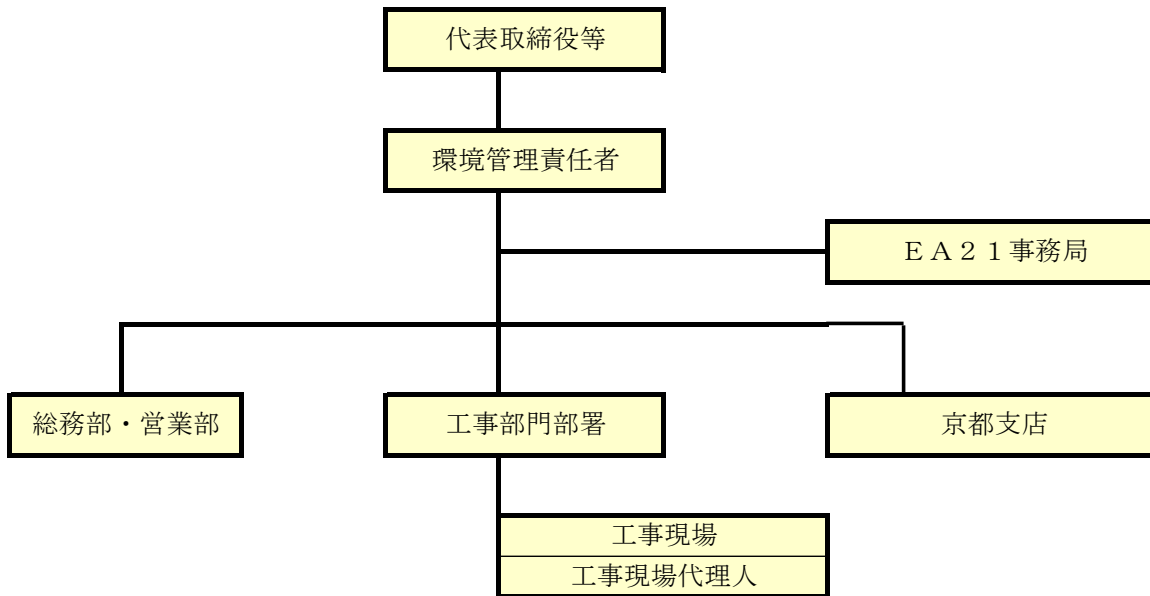 代表取締役等
環境管理責任者
ＥＡ２１事務局
総務部・営業部
工事部門部署
京都支店
工事現場
工事現場代理人